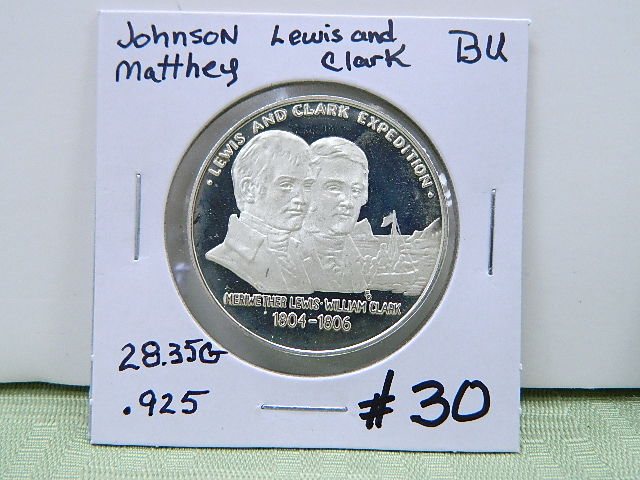 Johnson Lewis and BU
Matthey Clark
· LEWIS AND CLARK EXPEDITION ·
MERIWETHER LEWIS · WILLIAM CLARK
1804-1806
28.35G
.925
#30